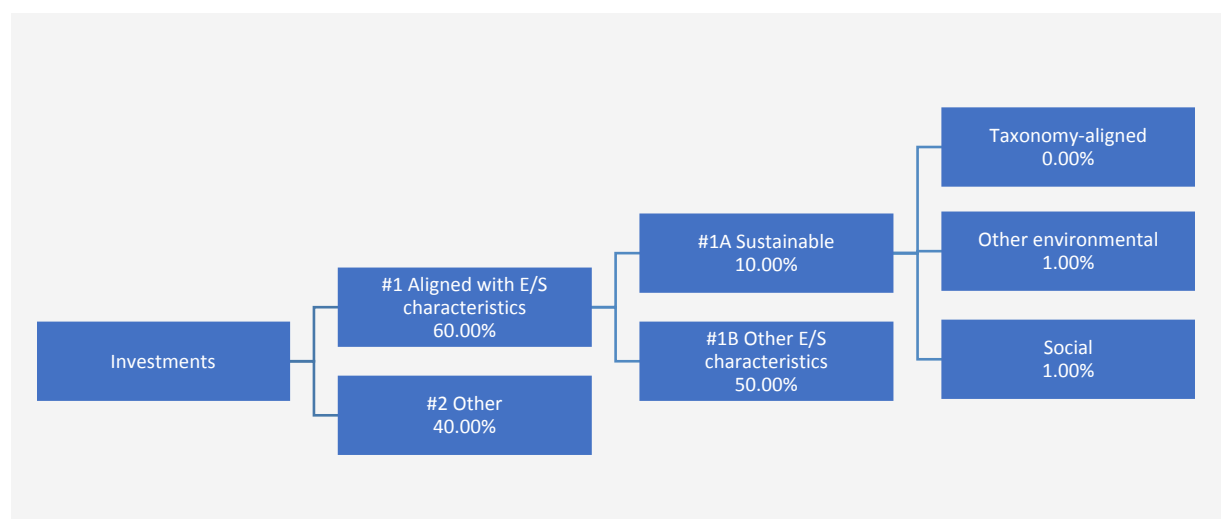 Investments
#1 Aligned with E/S
characteristics
60.00%
#2 Other
40.00%
#1A Sustainable
10.00%
#1B Other E/S
characteristics
50.00%
Taxonomy-aligned
0.00%
Other environmental
1.00%
Social
1.00%